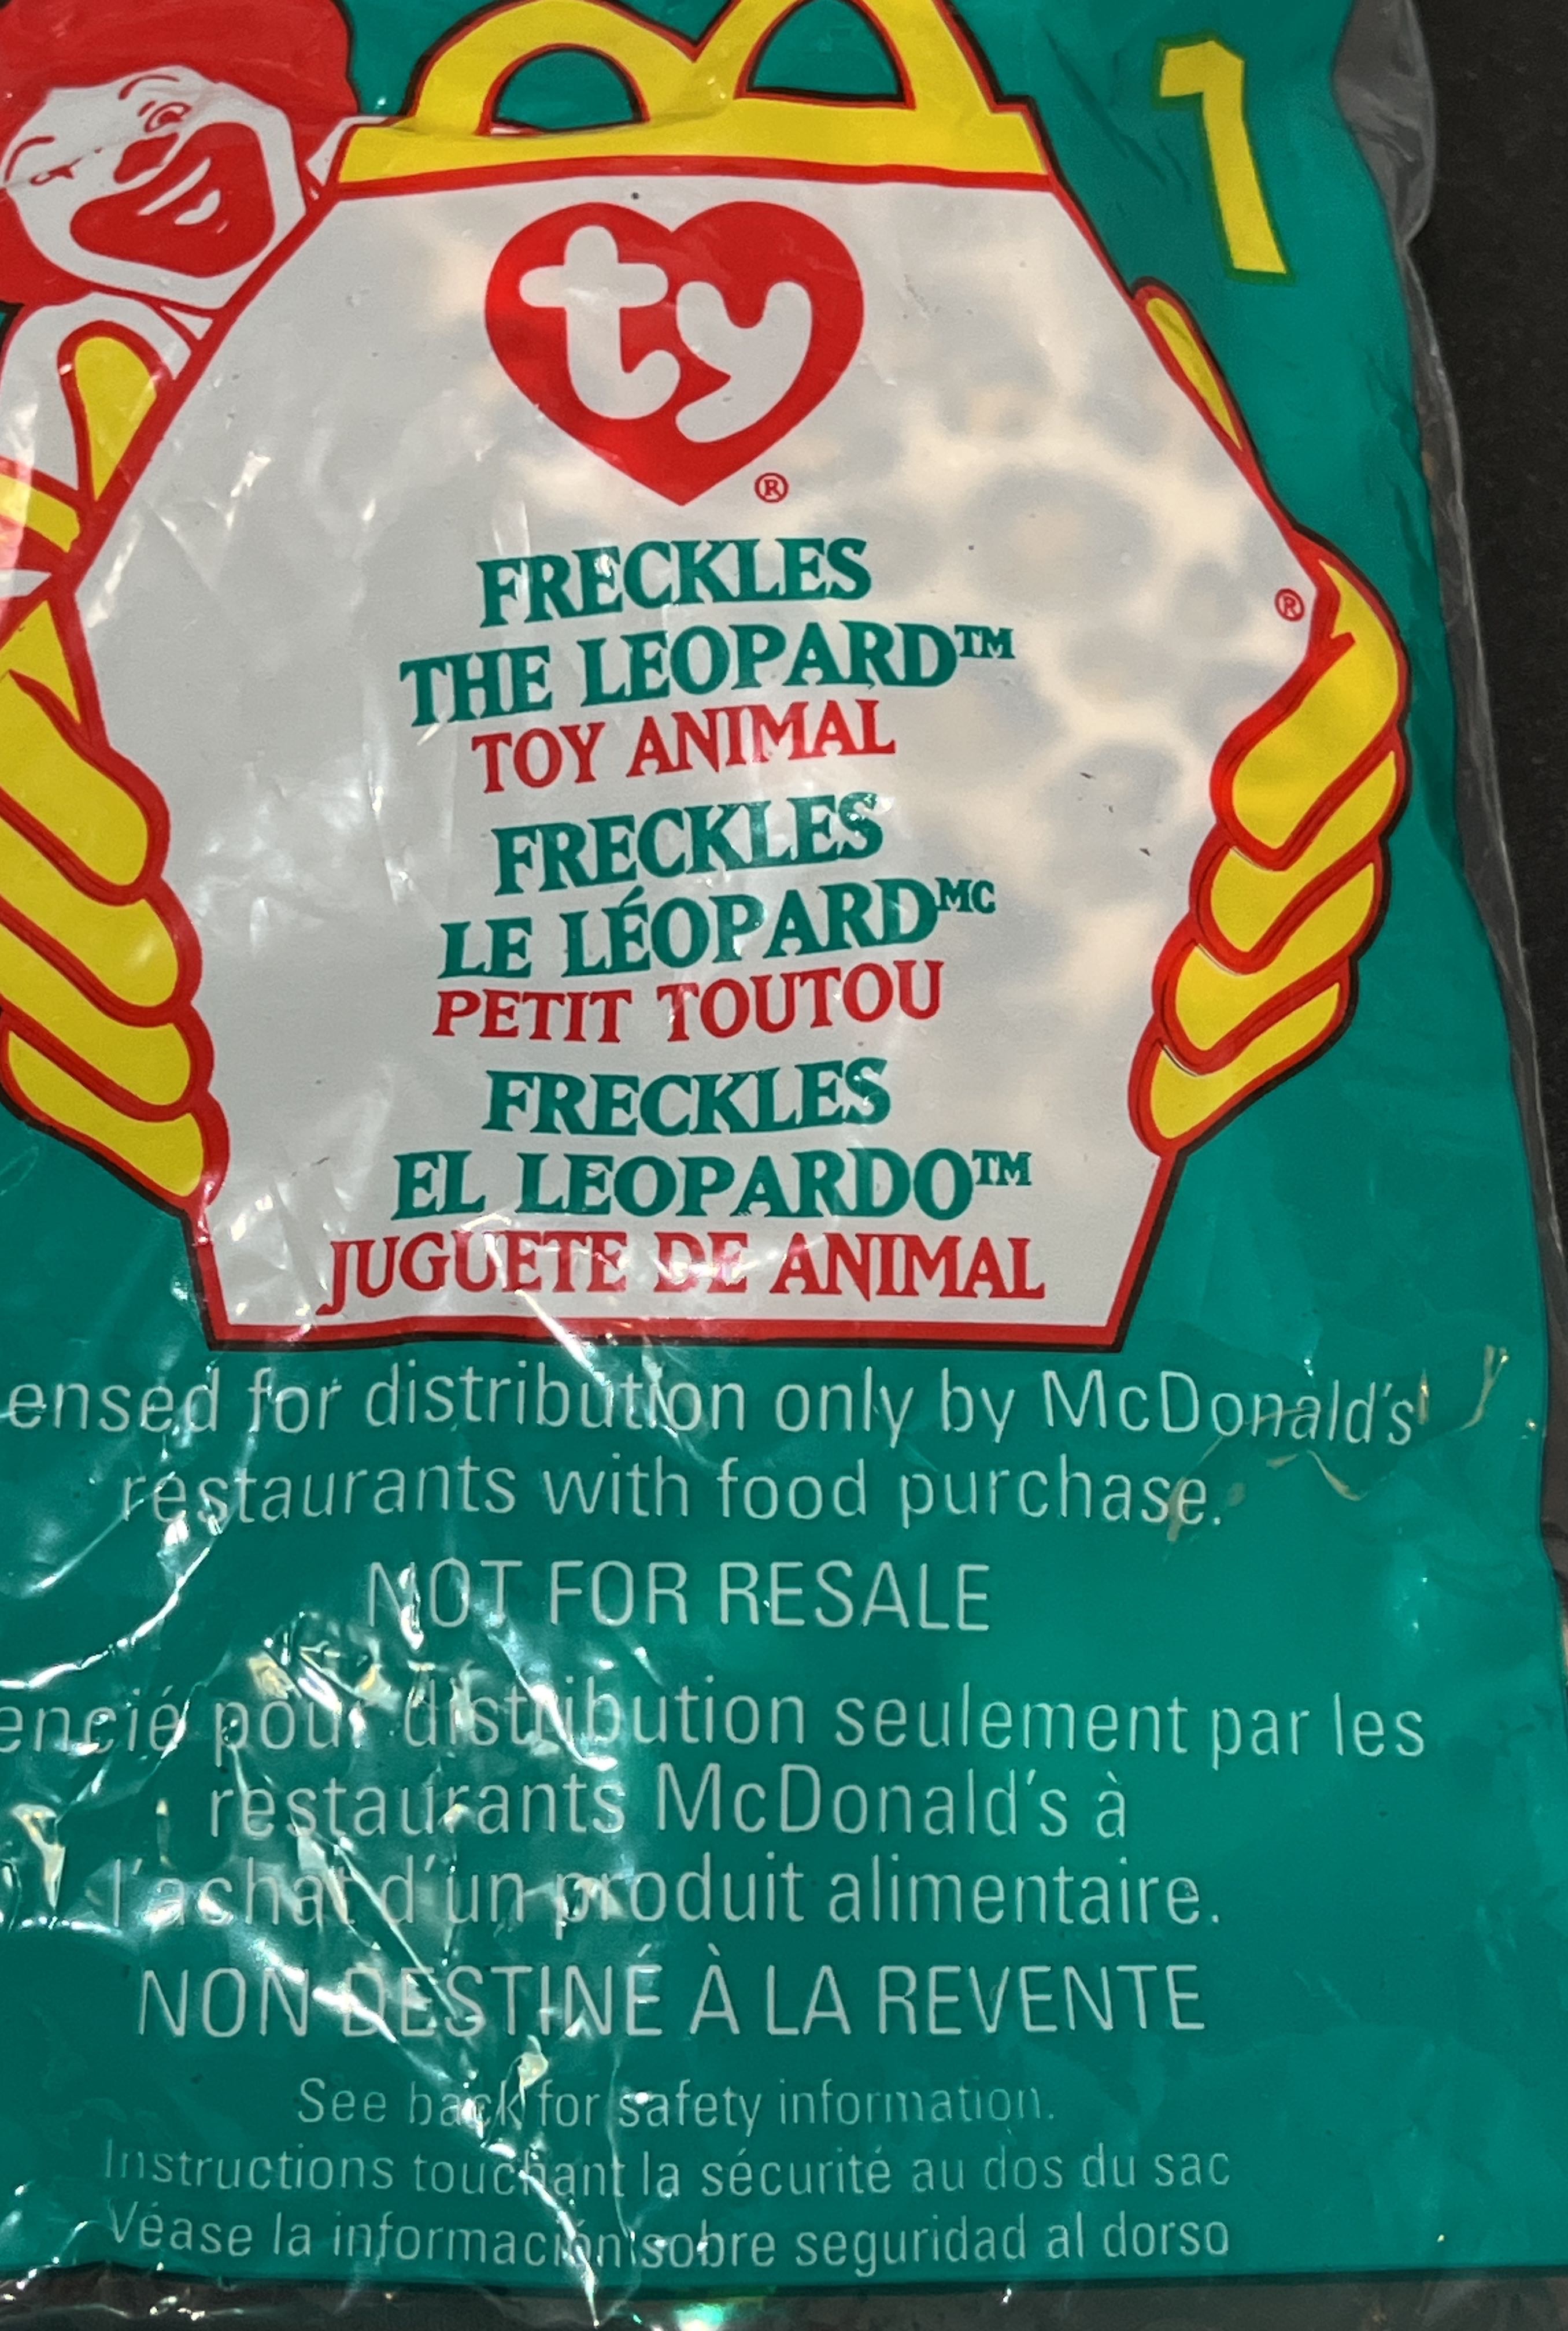 1
ty
®
FRECKLES
THE LEOPARD™
®
TOY ANIMAL
FRECKLES
LE LÉOPARDMC
PETIT TOUTOU
FRECKLES
EL LEOPARDO™
JUGUETE DE ANIMAL
ensed for distribution only by McDonald's
restaurants with food purchase.
NOT FOR RESALE
encié pour distribution seulement par les
restaurants McDonald's à
l'achat d'un produit alimentaire.
NON DESTINÉ À LA REVENTE
See back for safety information.
Instructions touchant la sécurité au dos du sac
Véase la información sobre seguridad al dorso